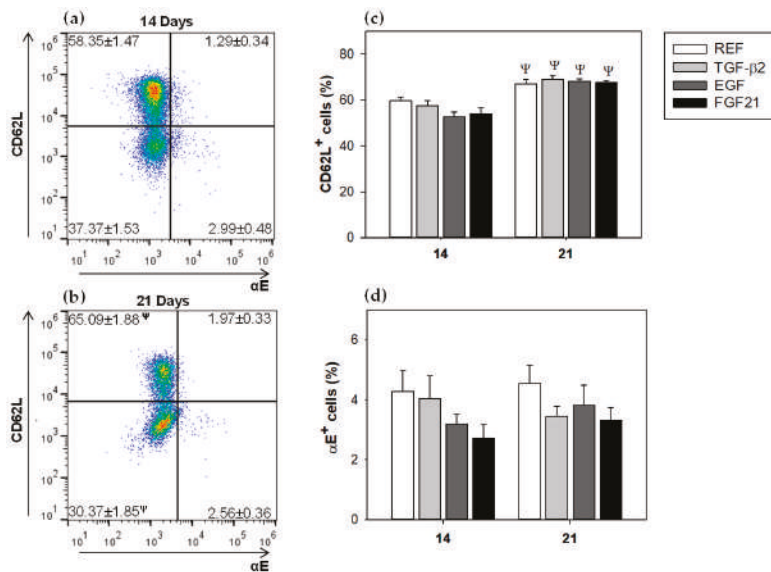 (a)
14 Days
58.35±1.47 1.29±0.34
10⁶
10⁵
10⁴
10³
10²
10¹
CD62L
37.37±1.53 2.99±0.48
10¹ 10² 10³ 10⁴ 10⁵ 10⁶
αE
(b)
21 Days
65.09±1.88Ψ 1.97±0.33
10⁶
10⁵
10⁴
10³
10²
10¹
CD62L
30.37±1.85Ψ 2.56±0.36
10¹ 10² 10³ 10⁴ 10⁵ 10⁶
αE
(c)
80
60
40
20
0
CD62L⁺ cells (%)
Ψ Ψ Ψ Ψ
14 21
(d)
6
4
2
0
αE⁺ cells (%)
14 21
REF
TGF-β2
EGF
FGF21